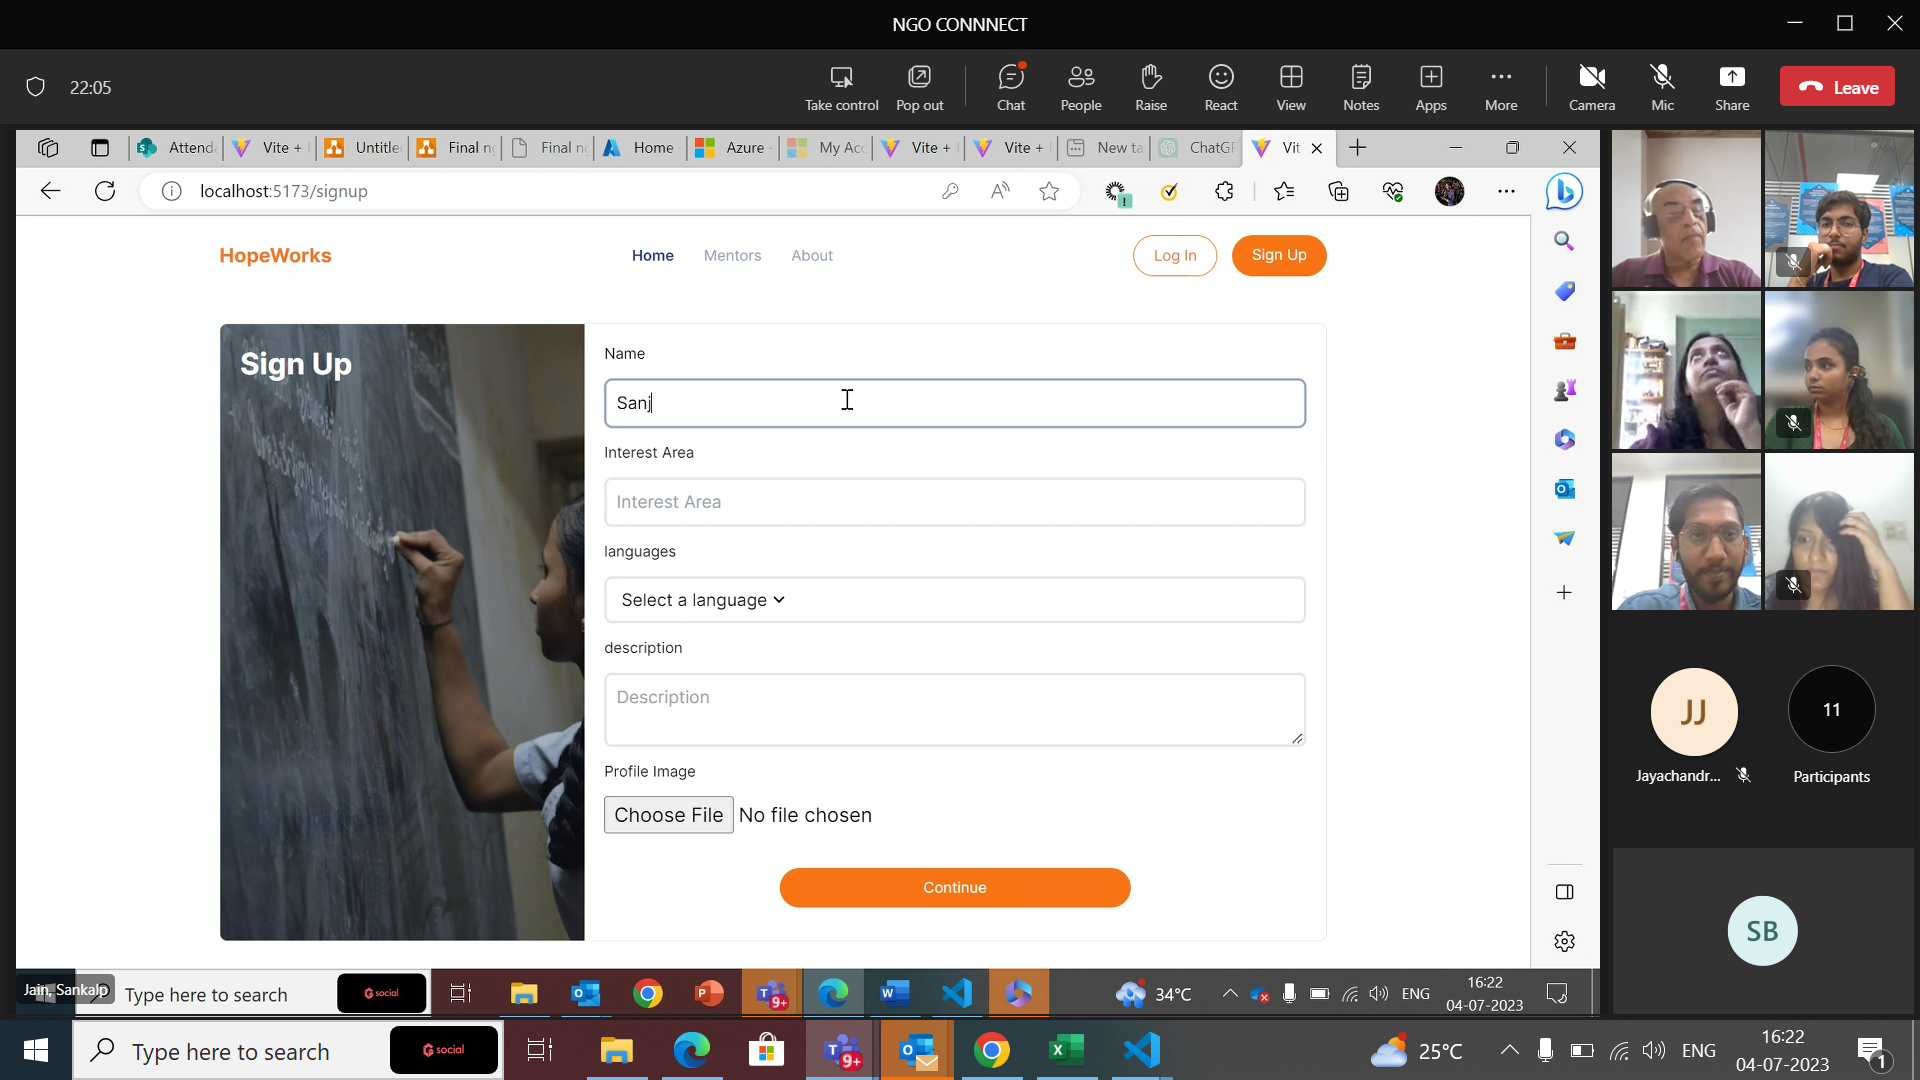 NGO CONNNECT
22:05
Take control
Pop out
Chat
People
Raise
React
View
Notes
Apps
More
Camera
Mic
Share
Leave
Attend
Vite +
Untitle
Final n
Final n
Home
Azure -
My Acc
Vite +
Vite +
New ta
ChatGP
Vit
localhost:5173/signup
HopeWorks
Home
Mentors
About
Log In
Sign Up
Sign Up
Name
Sanj
Interest Area
Interest Area
languages
Select a language
description
Description
Profile Image
Choose File No file chosen
Continue
JJ
Jayachandr...
11
Participants
SB
Jain, Sankalp
Type here to search
social
9+
34°C
ENG
16:22
04-07-2023
Type here to search
social
9+
25°C
ENG
16:22
04-07-2023
1